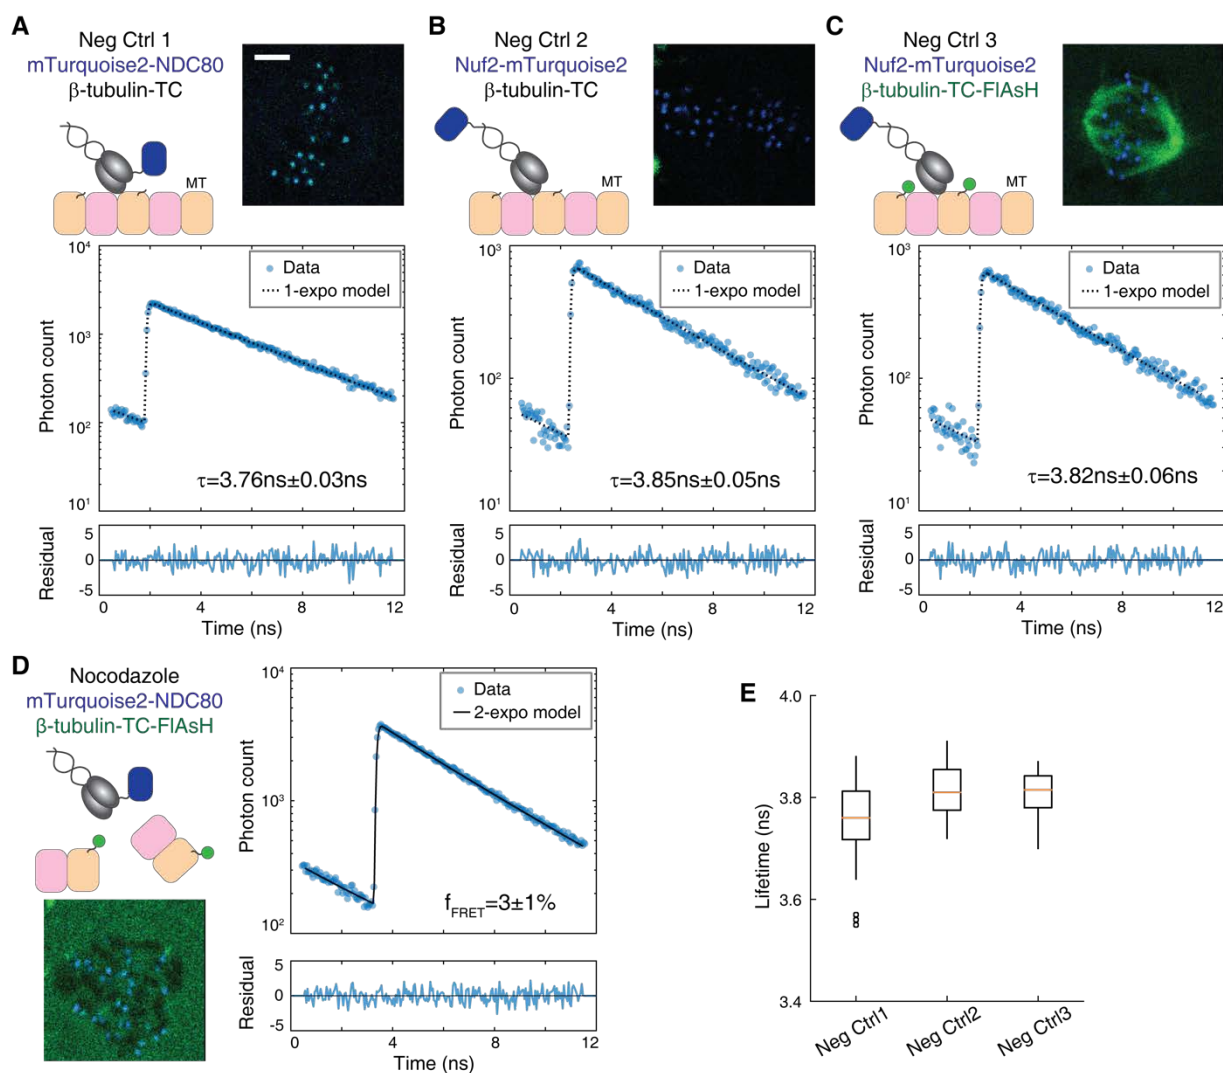 A
Neg Ctrl 1
mTurquoise2-NDC80
β-tubulin-TC
MT
10⁴
10³
10²
10¹
Photon count
Data
1-expo model
τ=3.76ns±0.03ns
5
0
-5
Residual
0
4
8
12
Time (ns)
B
Neg Ctrl 2
Nuf2-mTurquoise2
β-tubulin-TC
MT
10³
10²
10¹
Photon count
Data
1-expo model
τ=3.85ns±0.05ns
5
0
-5
Residual
0
4
8
12
Time (ns)
C
Neg Ctrl 3
Nuf2-mTurquoise2
β-tubulin-TC-FlAsH
MT
10³
10²
10¹
Photon count
Data
1-expo model
τ=3.82ns±0.06ns
5
0
-5
Residual
0
4
8
12
Time (ns)
D
Nocodazole
mTurquoise2-NDC80
β-tubulin-TC-FlAsH
10⁴
10³
10²
Photon count
Data
2-expo model
fFRET=3±1%
5
0
-5
Residual
0
4
8
12
Time (ns)
E
4.0
3.8
3.6
3.4
Lifetime (ns)
Neg Ctrl1
Neg Ctrl2
Neg Ctrl3